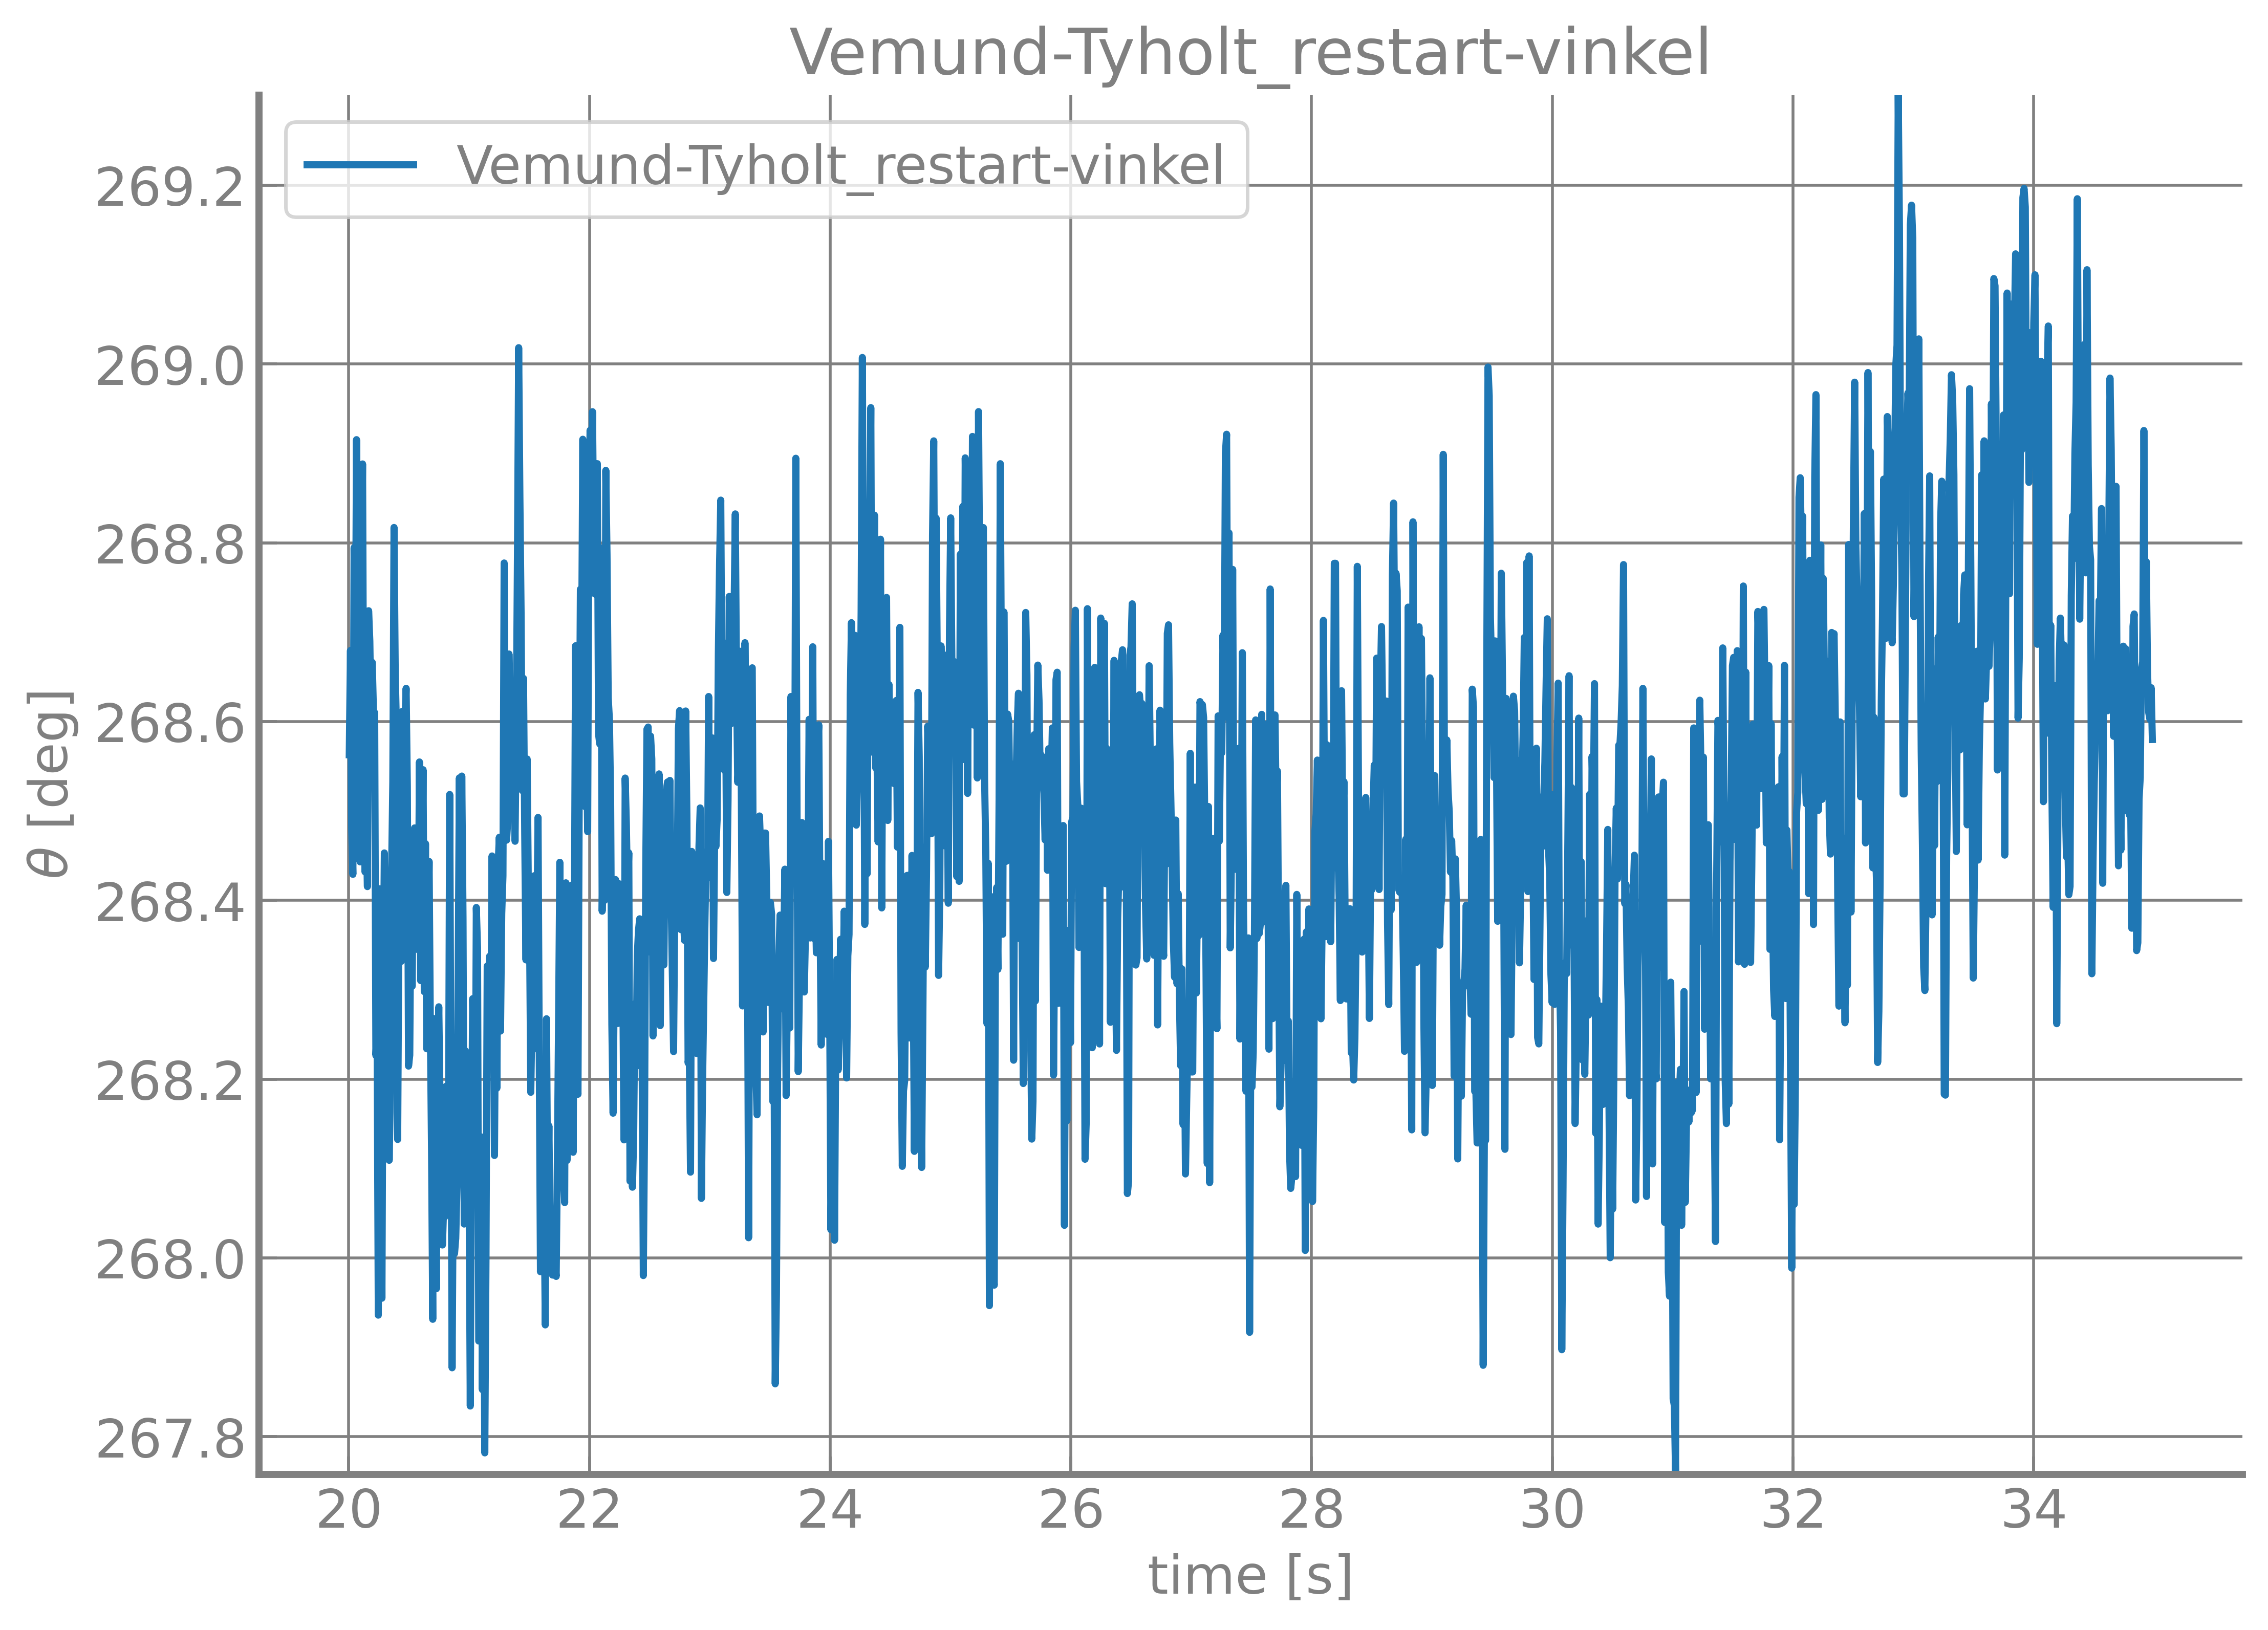 Vemund-Tyholt_restart-vinkel
Vemund-Tyholt_restart-vinkel
269.2
269.0
268.8
268.6
268.4
268.2
268.0
267.8
θ [deg]
20 22 24 26 28 30 32 34
time [s]